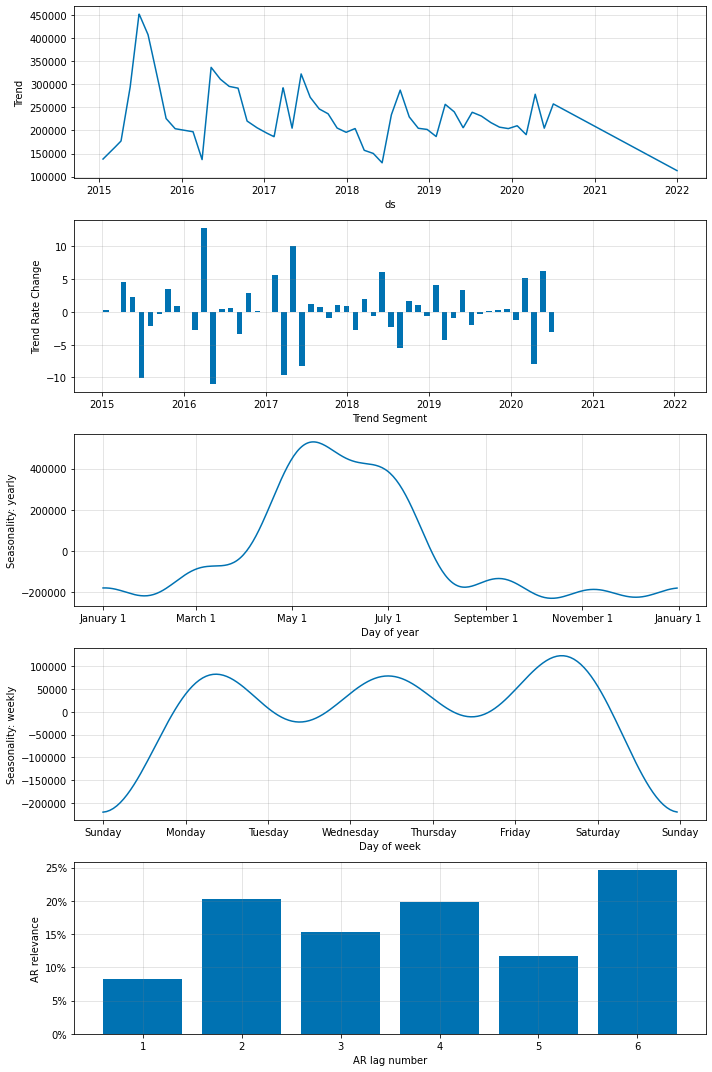 Trend
450000
400000
350000
300000
250000
200000
150000
100000
2015 2016 2017 2018 2019 2020 2021 2022
ds
Trend Rate Change
10
5
0
−5
−10
2015 2016 2017 2018 2019 2020 2021 2022
Trend Segment
Seasonality: yearly
400000
200000
0
−200000
January 1 March 1 May 1 July 1 September 1 November 1 January 1
Day of year
Seasonality: weekly
100000
50000
0
−50000
−100000
−150000
−200000
Sunday Monday Tuesday Wednesday Thursday Friday Saturday Sunday
Day of week
AR relevance
25%
20%
15%
10%
5%
0%
1 2 3 4 5 6
AR lag number